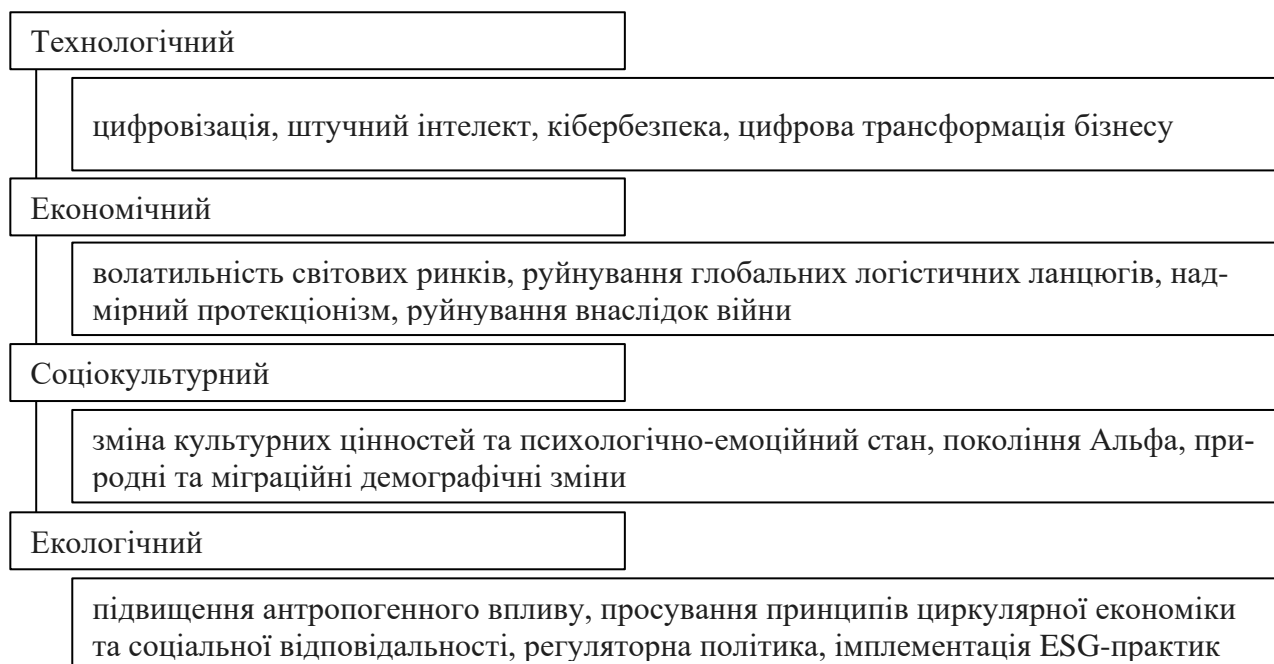 Технологічний
цифровізація, штучний інтелект, кібербезпека, цифрова трансформація бізнесу
Економічний
волатильність світових ринків, руйнування глобальних логістичних ланцюгів, над-
мірний протекціонізм, руйнування внаслідок війни
Соціокультурний
зміна культурних цінностей та психологічно-емоційний стан, покоління Альфа, при-
родні та міграційні демографічні зміни
Екологічний
підвищення антропогенного впливу, просування принципів циркулярної економіки
та соціальної відповідальності, регуляторна політика, імплементація ESG-практик